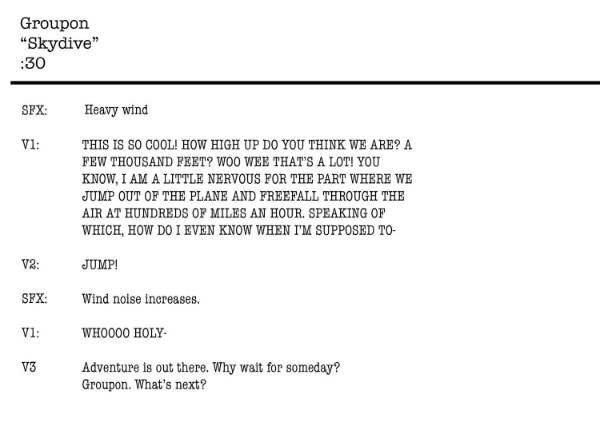 Groupon
“Skydive”
:30
SFX: Heavy wind
V1: THIS IS SO COOL! HOW HIGH UP DO YOU THINK WE ARE? A
FEW THOUSAND FEET? WOO WEE THAT'S A LOT! YOU
KNOW, I AM A LITTLE NERVOUS FOR THE PART WHERE WE
JUMP OUT OF THE PLANE AND FREEFALL THROUGH THE
AIR AT HUNDREDS OF MILES AN HOUR. SPEAKING OF
WHICH, HOW DO I EVEN KNOW WHEN I'M SUPPOSED TO-
V2: JUMP!
SFX: Wind noise increases.
V1: WHOOOO HOLY-
V3 Adventure is out there. Why wait for someday?
Groupon. What's next?